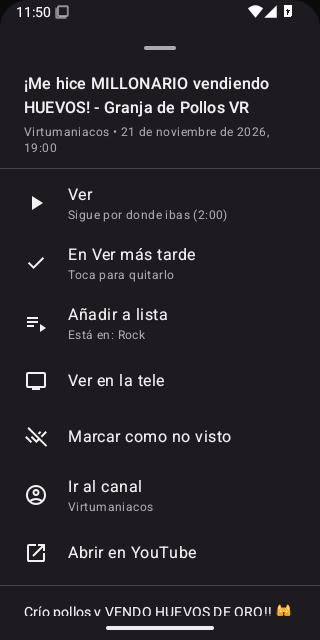 11:50
¡Me hice MILLONARIO vendiendo
HUEVOS! - Granja de Pollos VR
Virtumaniacos • 21 de noviembre de 2026,
19:00
Ver
Sigue por donde ibas (2:00)
En Ver más tarde
Toca para quitarlo
Añadir a lista
Está en: Rock
Ver en la tele
Marcar como no visto
Ir al canal
Virtumaniacos
Abrir en YouTube
Crío pollos y VENDO HUEVOS DE ORO!! 🙀